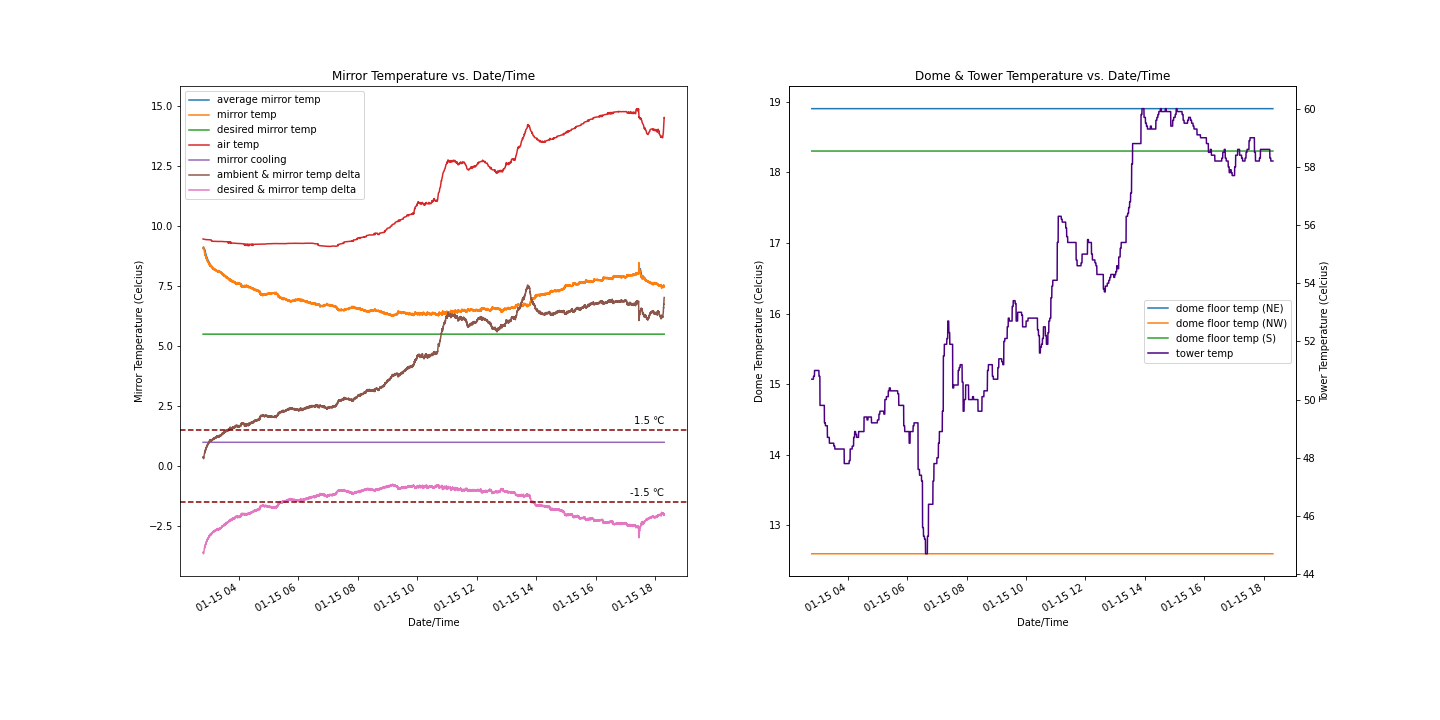 Mirror Temperature vs. Date/Time
Mirror Temperature (Celcius)
15.0
12.5
10.0
7.5
5.0
2.5
0.0
−2.5
average mirror temp
mirror temp
desired mirror temp
air temp
mirror cooling
ambient & mirror temp delta
desired & mirror temp delta
1.5 °C
-1.5 °C
01-15 04
01-15 06
01-15 08
01-15 10
01-15 12
01-15 14
01-15 16
01-15 18
Date/Time
Dome & Tower Temperature vs. Date/Time
Dome Temperature (Celcius)
19
18
17
16
15
14
13
dome floor temp (NE)
dome floor temp (NW)
dome floor temp (S)
tower temp
60
58
56
54
52
50
48
46
44
Tower Temperature (Celcius)
01-15 04
01-15 06
01-15 08
01-15 10
01-15 12
01-15 14
01-15 16
01-15 18
Date/Time